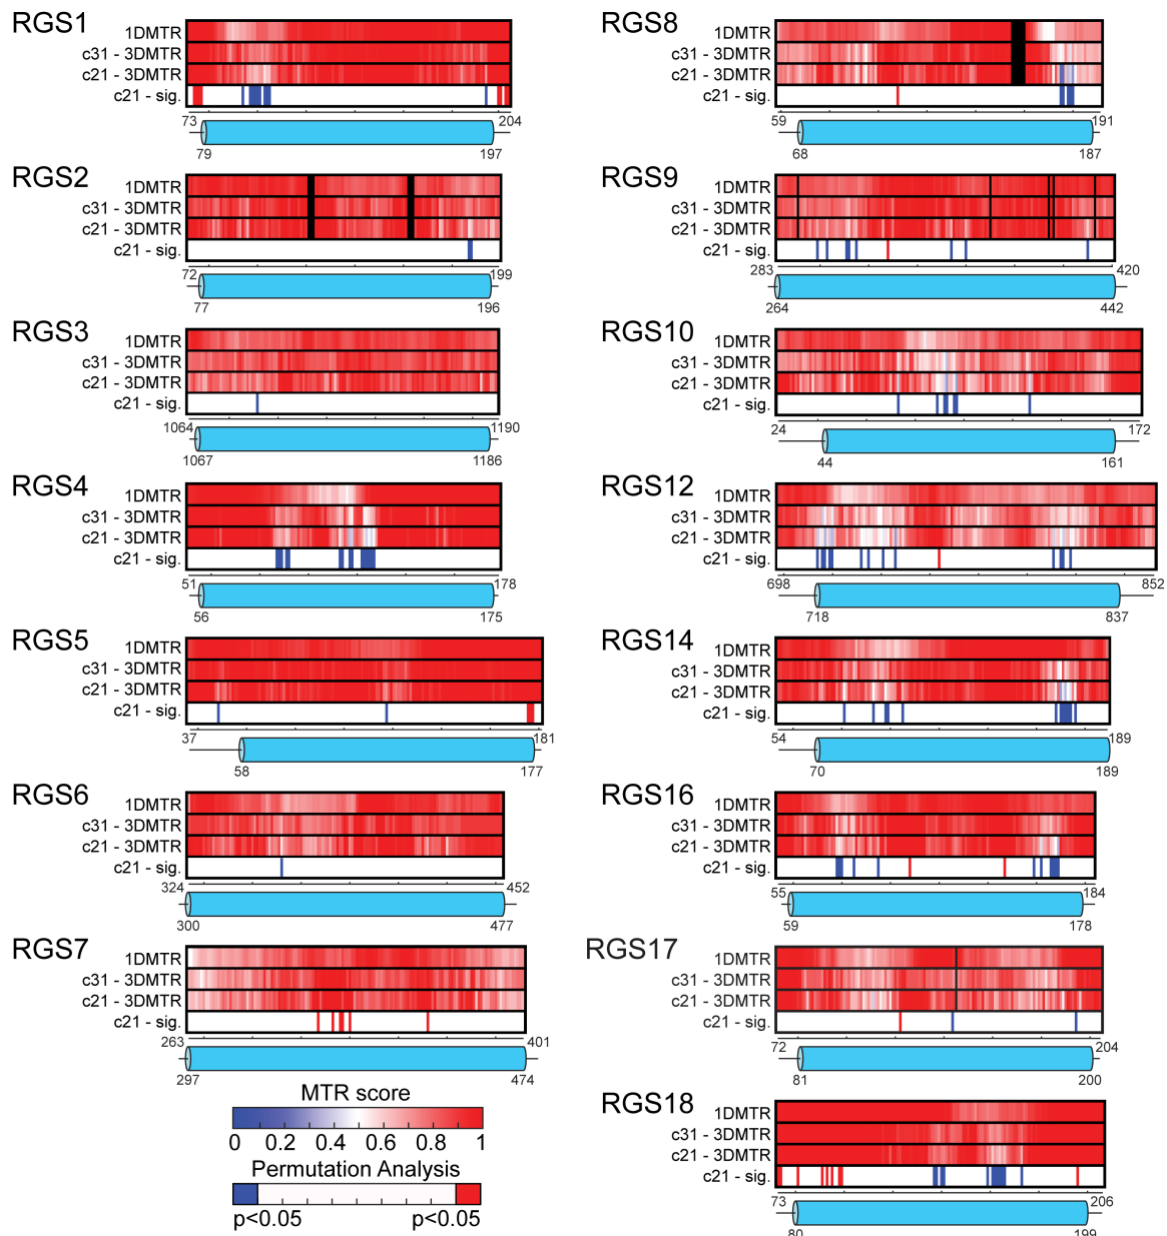 RGS1
1DMTR
c31 - 3DMTR
c21 - 3DMTR
c21 - sig.
73 204
79 197
RGS2
1DMTR
c31 - 3DMTR
c21 - 3DMTR
c21 - sig.
72 199
77 196
RGS3
1DMTR
c31 - 3DMTR
c21 - 3DMTR
c21 - sig.
1064 1190
1067 1186
RGS4
1DMTR
c31 - 3DMTR
c21 - 3DMTR
c21 - sig.
51 178
56 175
RGS5
1DMTR
c31 - 3DMTR
c21 - 3DMTR
c21 - sig.
37 181
58 177
RGS6
1DMTR
c31 - 3DMTR
c21 - 3DMTR
c21 - sig.
324 452
300 477
RGS7
1DMTR
c31 - 3DMTR
c21 - 3DMTR
c21 - sig.
263 401
297 474
MTR score
0 0.2 0.4 0.6 0.8 1
Permutation Analysis
p<0.05 p<0.05
RGS8
1DMTR
c31 - 3DMTR
c21 - 3DMTR
c21 - sig.
59 191
68 187
RGS9
1DMTR
c31 - 3DMTR
c21 - 3DMTR
c21 - sig.
283 420
264 442
RGS10
1DMTR
c31 - 3DMTR
c21 - 3DMTR
c21 - sig.
24 172
44 161
RGS12
1DMTR
c31 - 3DMTR
c21 - 3DMTR
c21 - sig.
698 852
718 837
RGS14
1DMTR
c31 - 3DMTR
c21 - 3DMTR
c21 - sig.
54 189
70 189
RGS16
1DMTR
c31 - 3DMTR
c21 - 3DMTR
c21 - sig.
55 184
59 178
RGS17
1DMTR
c31 - 3DMTR
c21 - 3DMTR
c21 - sig.
72 204
81 200
RGS18
1DMTR
c31 - 3DMTR
c21 - 3DMTR
c21 - sig.
73 206
80 199